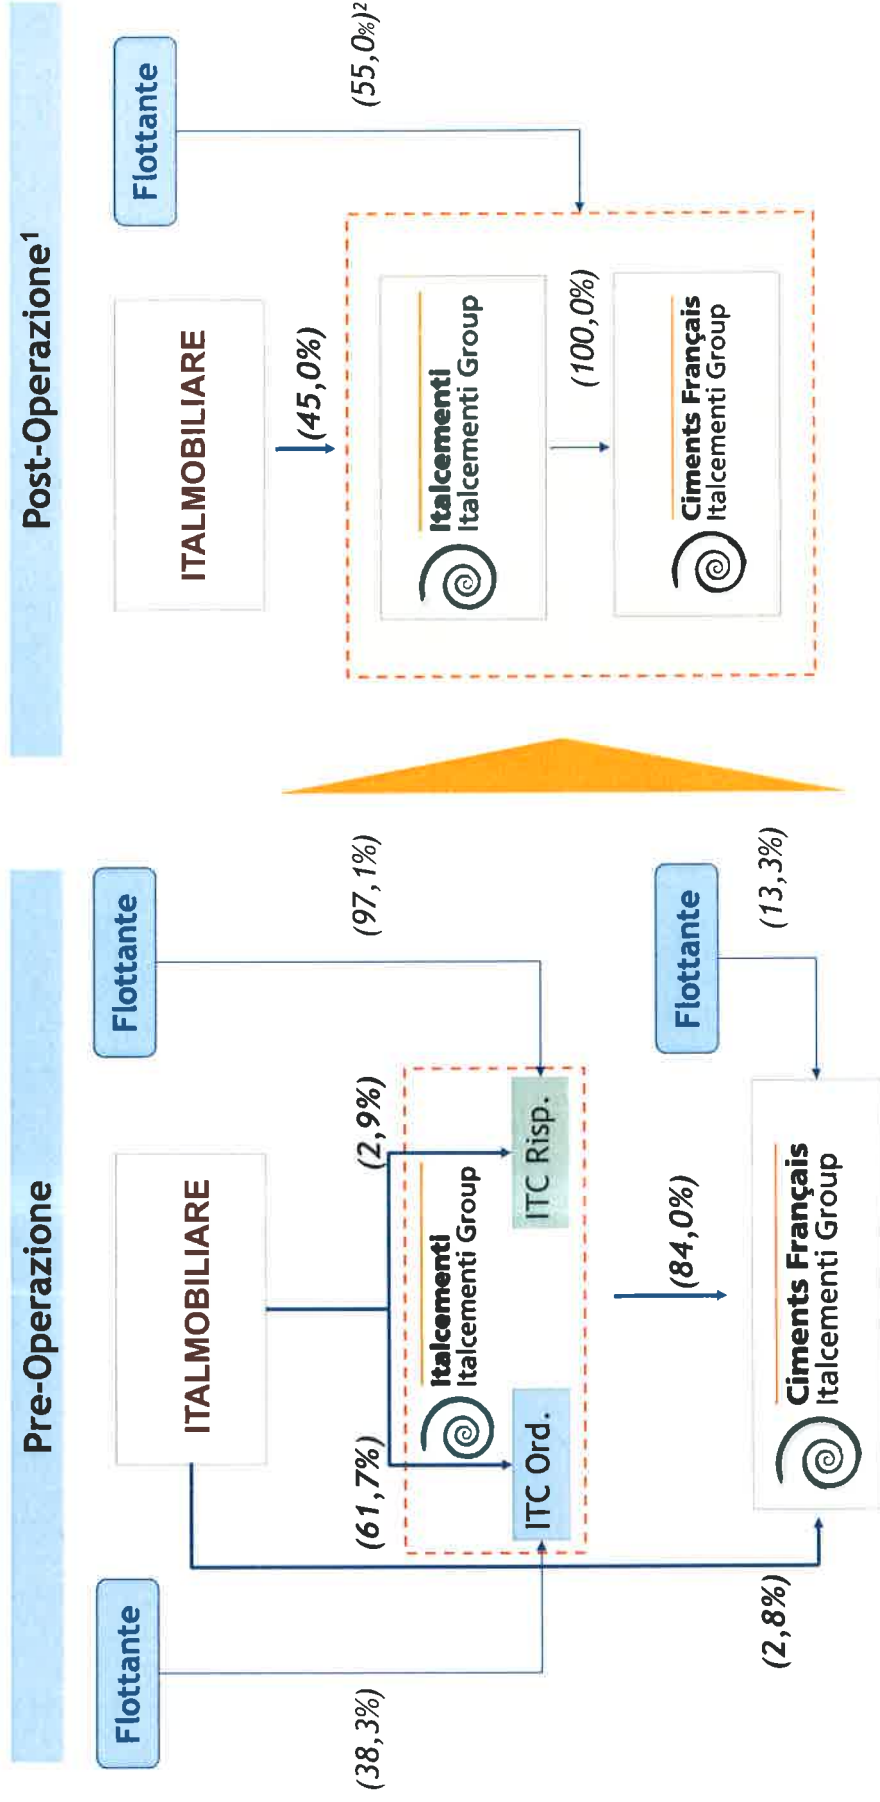 Pre-Operazione
Flottante
ITALMOBILIARE
Flottante
(38,3%)
(61,7%)
(2,9%)
(97,1%)
Italcementi
Italcementi Group
ITC Ord.
ITC Risp.
(84,0%)
Flottante
(2,8%)
(13,3%)
Ciments Français
Italcementi Group
Post-Operazione¹
ITALMOBILIARE
Flottante
(45,0%)
(55,0%)²
Italcementi
Italcementi Group
(100,0%)
Ciments Français
Italcementi Group